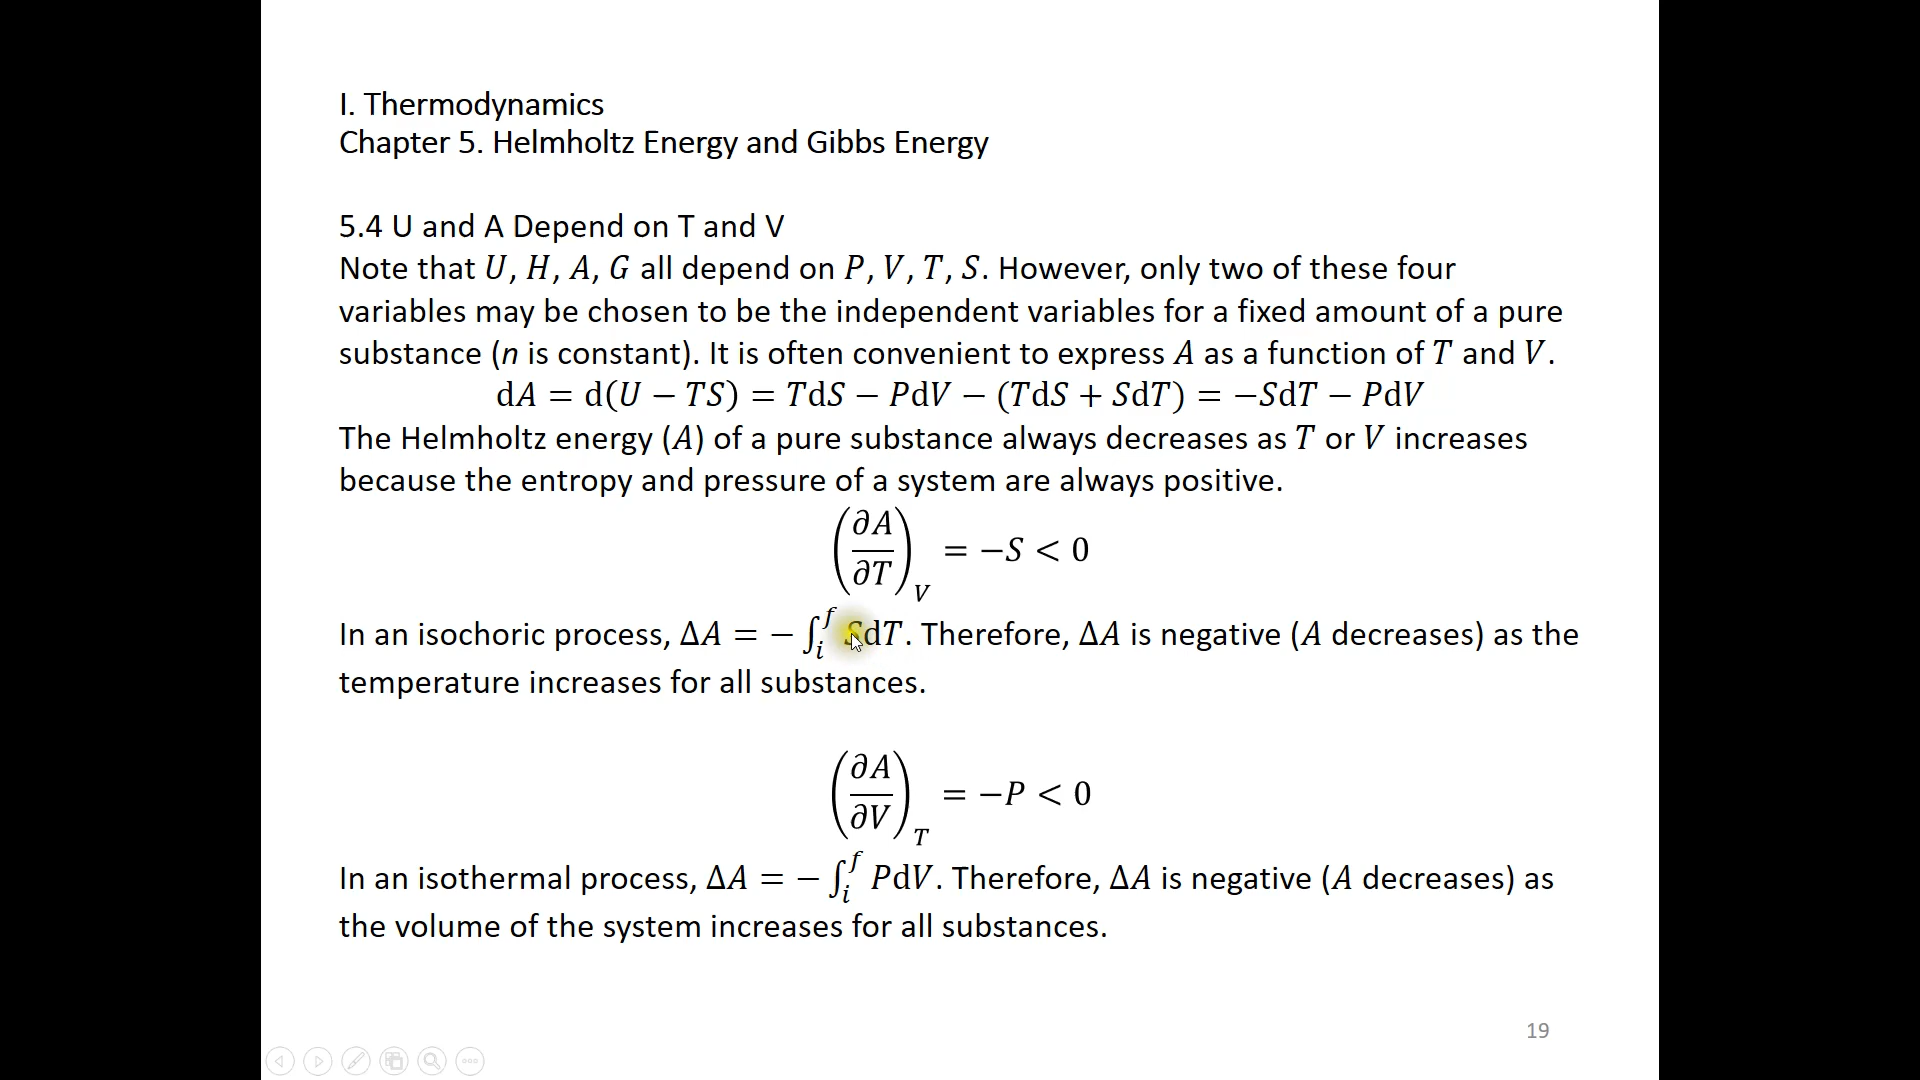 I. Thermodynamics
Chapter 5. Helmholtz Energy and Gibbs Energy
5.4 U and A Depend on T and V
Note that U, H, A, G all depend on P, V, T, S. However, only two of these four
variables may be chosen to be the independent variables for a fixed amount of a pure
substance (n is constant). It is often convenient to express A as a function of T and V.
dA = d(U − TS) = TdS − PdV − (TdS + SdT) = −SdT − PdV
The Helmholtz energy (A) of a pure substance always decreases as T or V increases
because the entropy and pressure of a system are always positive.
(∂A/∂T)_V = −S < 0
In an isochoric process, ΔA = −∫_i^f SdT. Therefore, ΔA is negative (A decreases) as the
temperature increases for all substances.
(∂A/∂V)_T = −P < 0
In an isothermal process, ΔA = −∫_i^f PdV. Therefore, ΔA is negative (A decreases) as
the volume of the system increases for all substances.
19